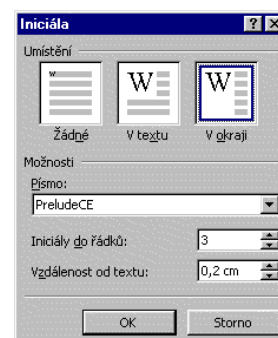 Iniciála
Umístění
W W W
Žádné V textu V okraji
Možnosti
Písmo:
PreludeCE
Iniciály do řádků: 3
Vzdálenost od textu: 0,2 cm
OK Storno